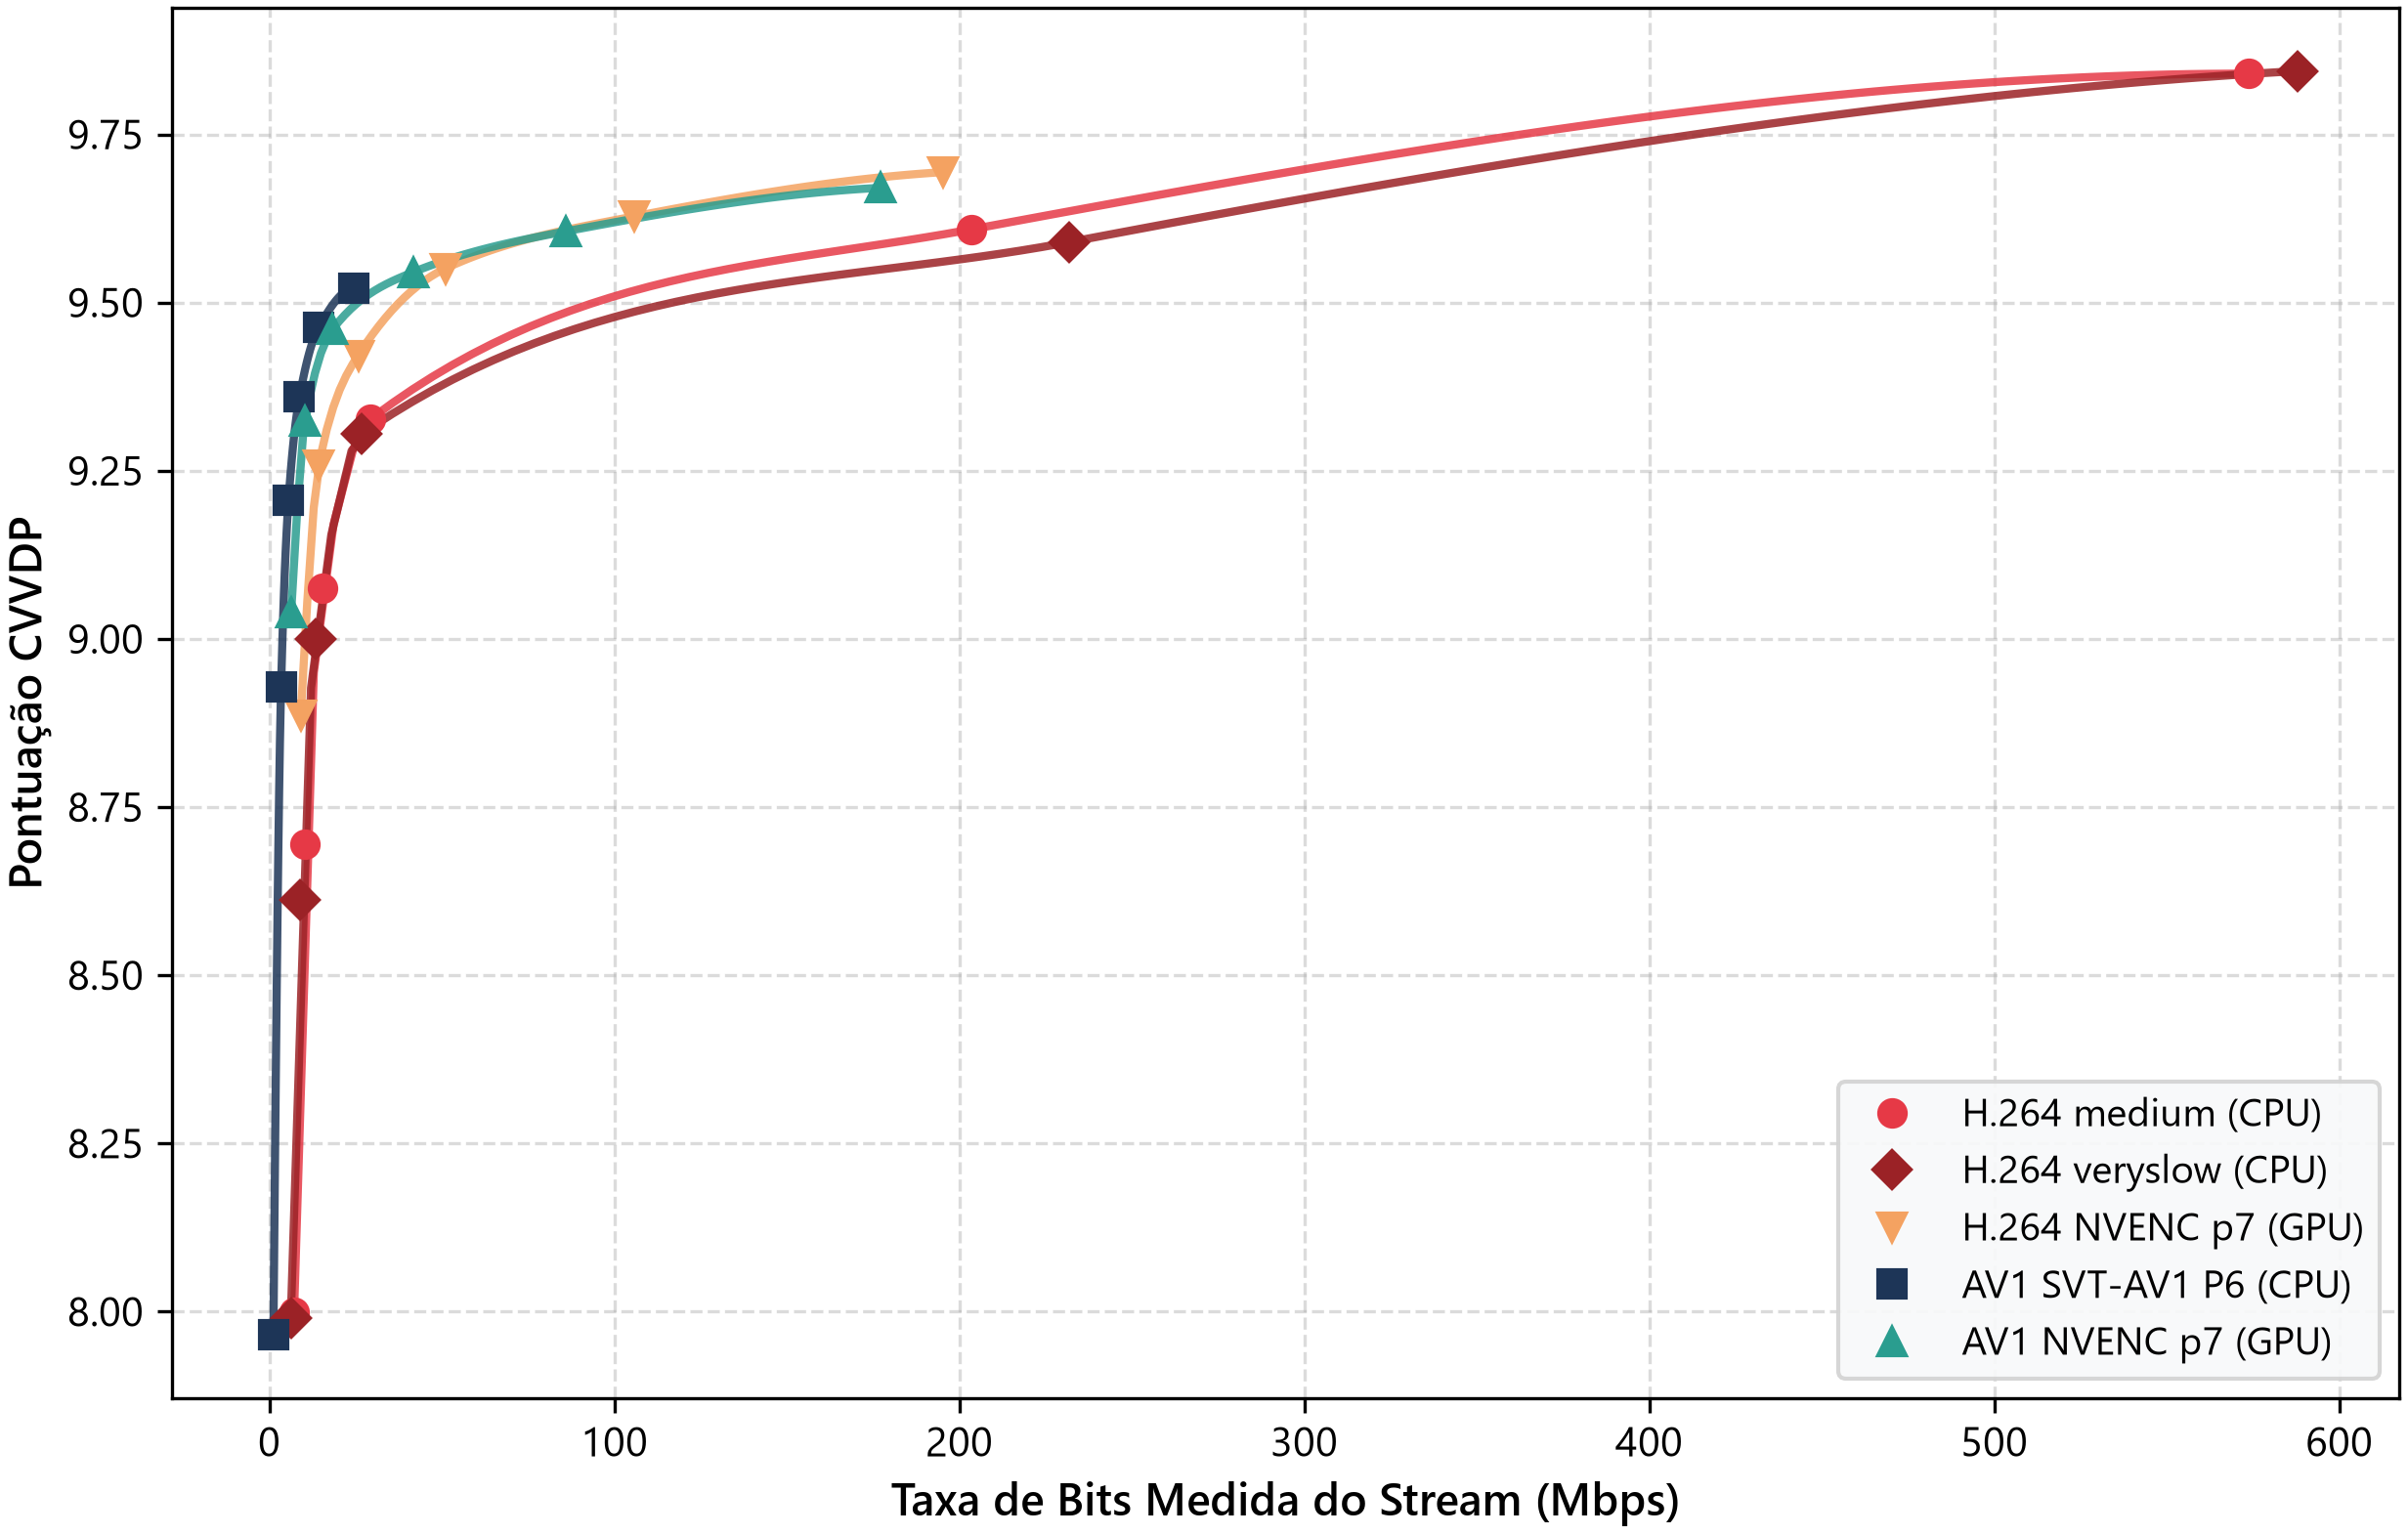 Pontuação CVVDP
9.75
9.50
9.25
9.00
8.75
8.50
8.25
8.00
0 100 200 300 400 500 600
Taxa de Bits Medida do Stream (Mbps)
H.264 medium (CPU)
H.264 veryslow (CPU)
H.264 NVENC p7 (GPU)
AV1 SVT-AV1 P6 (CPU)
AV1 NVENC p7 (GPU)